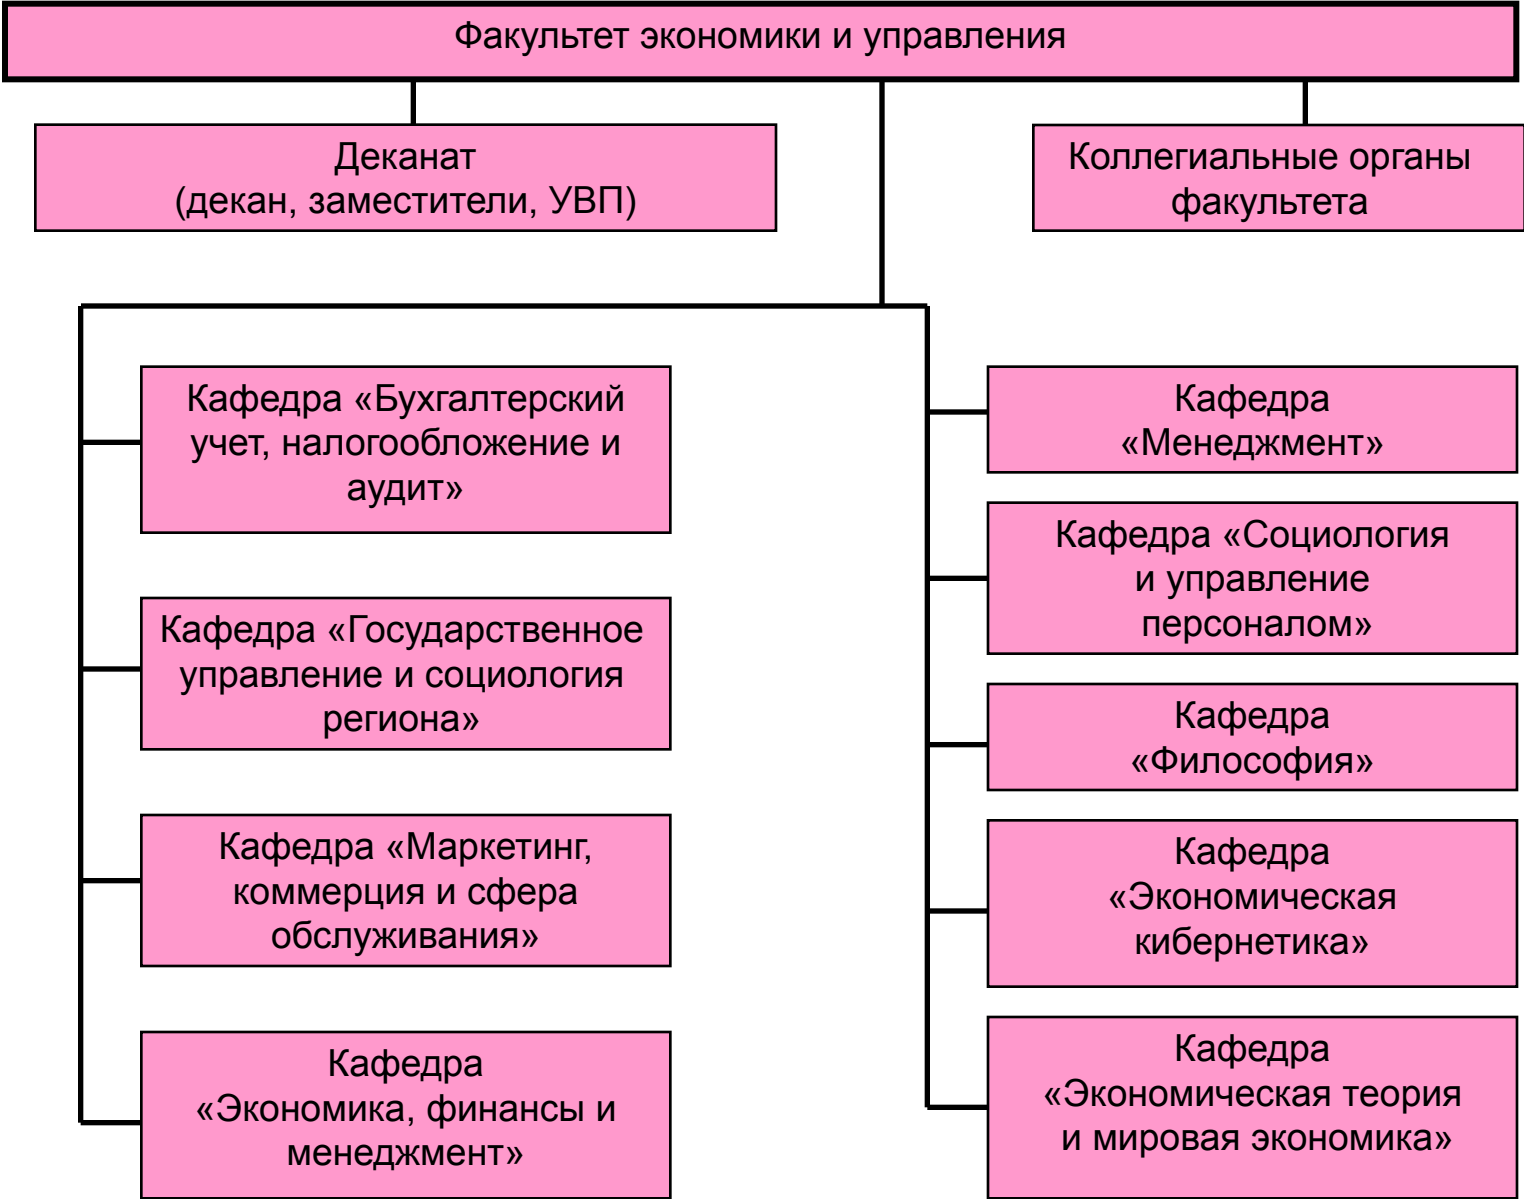 Факультет экономики и управления
Деканат
(декан, заместители, УВП)
Коллегиальные органы
факультета
Кафедра «Бухгалтерский
учет, налогообложение и
аудит»
Кафедра «Государственное
управление и социология
региона»
Кафедра «Маркетинг,
коммерция и сфера
обслуживания»
Кафедра
«Экономика, финансы и
менеджмент»
Кафедра
«Менеджмент»
Кафедра «Социология
и управление
персоналом»
Кафедра
«Философия»
Кафедра
«Экономическая
кибернетика»
Кафедра
«Экономическая теория
и мировая экономика»